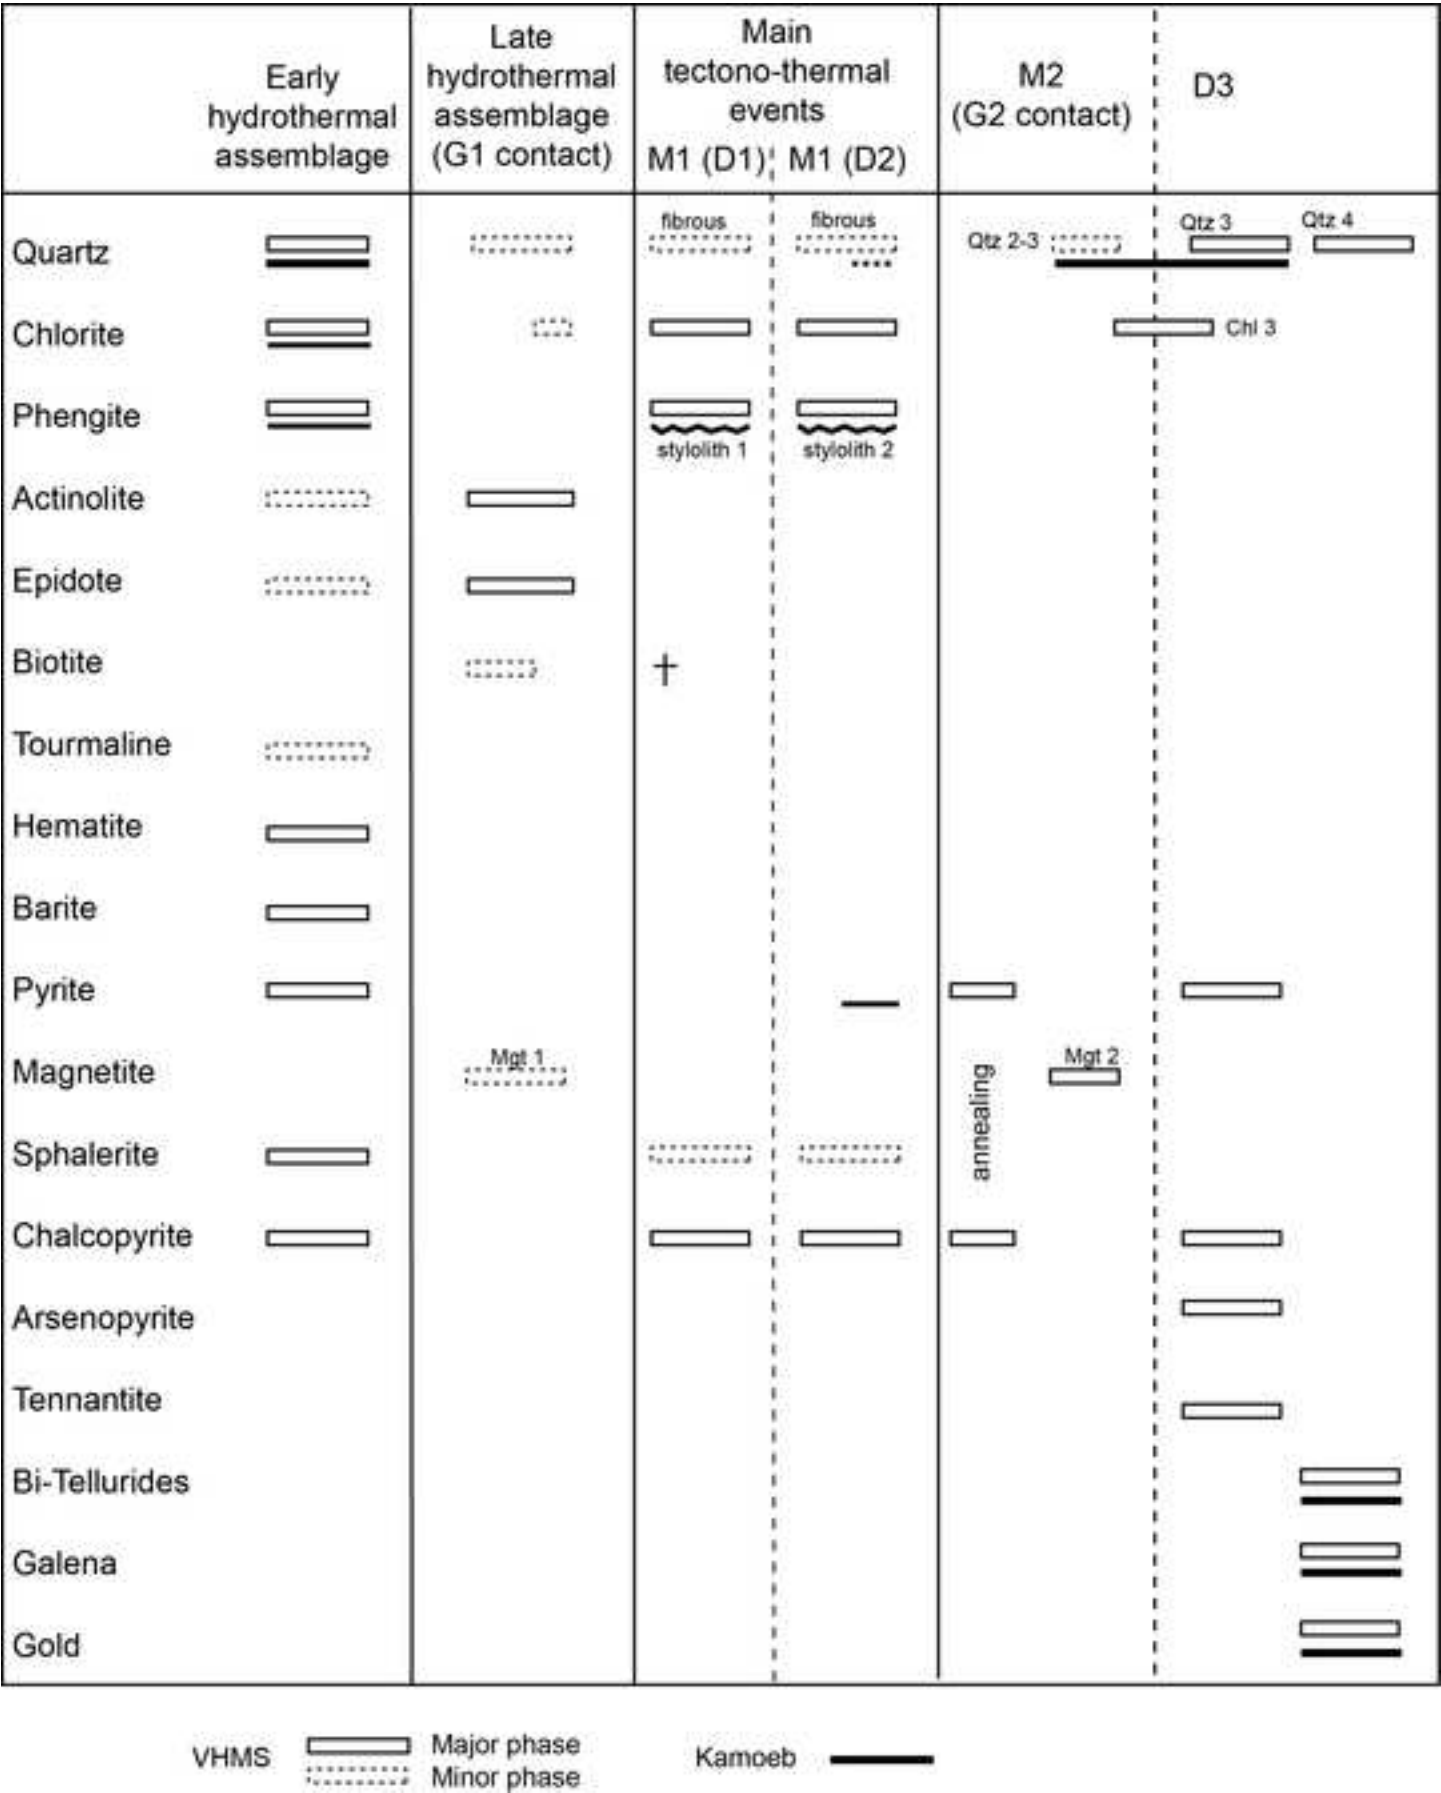 Early
hydrothermal
assemblage
Late
hydrothermal
assemblage
(G1 contact)
Main
tectono-thermal
events
M1 (D1)
M1 (D2)
M2
(G2 contact)
D3
Quartz
fibrous
fibrous
Qtz 2-3
Qtz 3
Qtz 4
Chlorite
Chl 3
Phengite
stylolith 1
stylolith 2
Actinolite
Epidote
Biotite
†
Tourmaline
Hematite
Barite
Pyrite
Magnetite
Mgt 1
annealing
Mgt 2
Sphalerite
Chalcopyrite
Arsenopyrite
Tennantite
Bi-Tellurides
Galena
Gold
VHMS
Major phase
Minor phase
Kamoeb